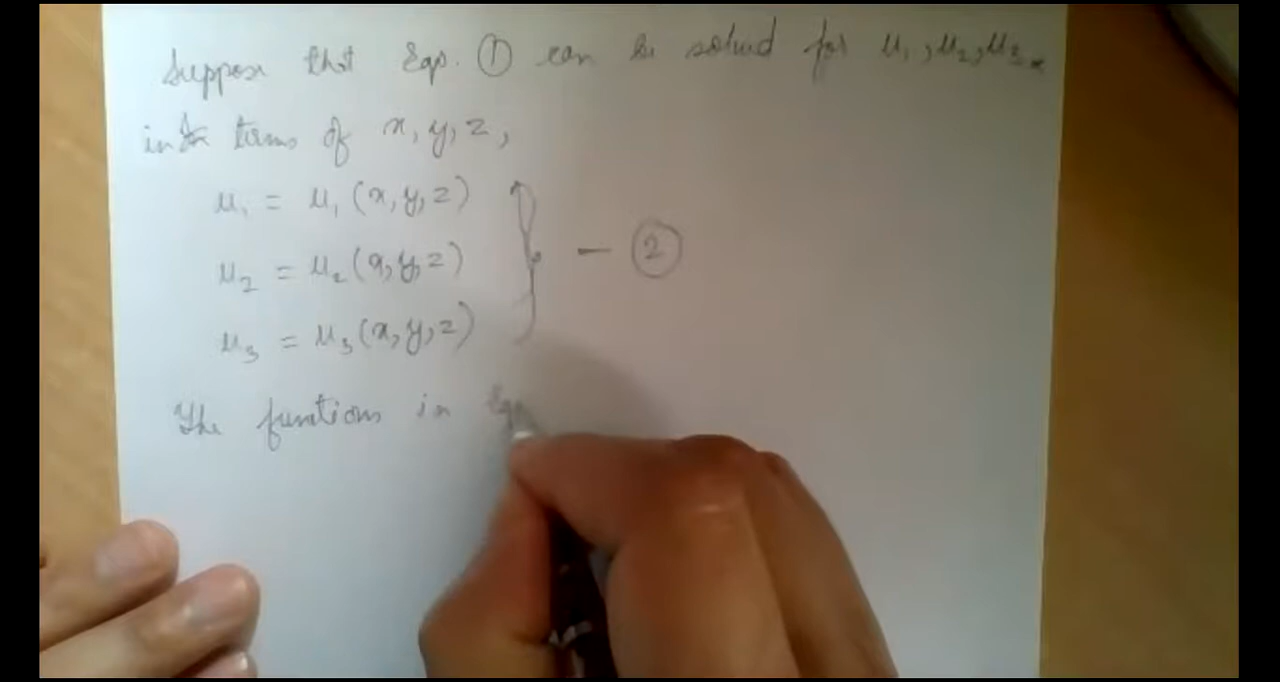 Suppose that Eqs. ① can be solved for u₁, u₂, u₃
in terms of x, y, z,
u₁ = u₁ (x, y, z)
u₂ = u₂ (x, y, z) — ②
u₃ = u₃ (x, y, z)
The functions in Eqn